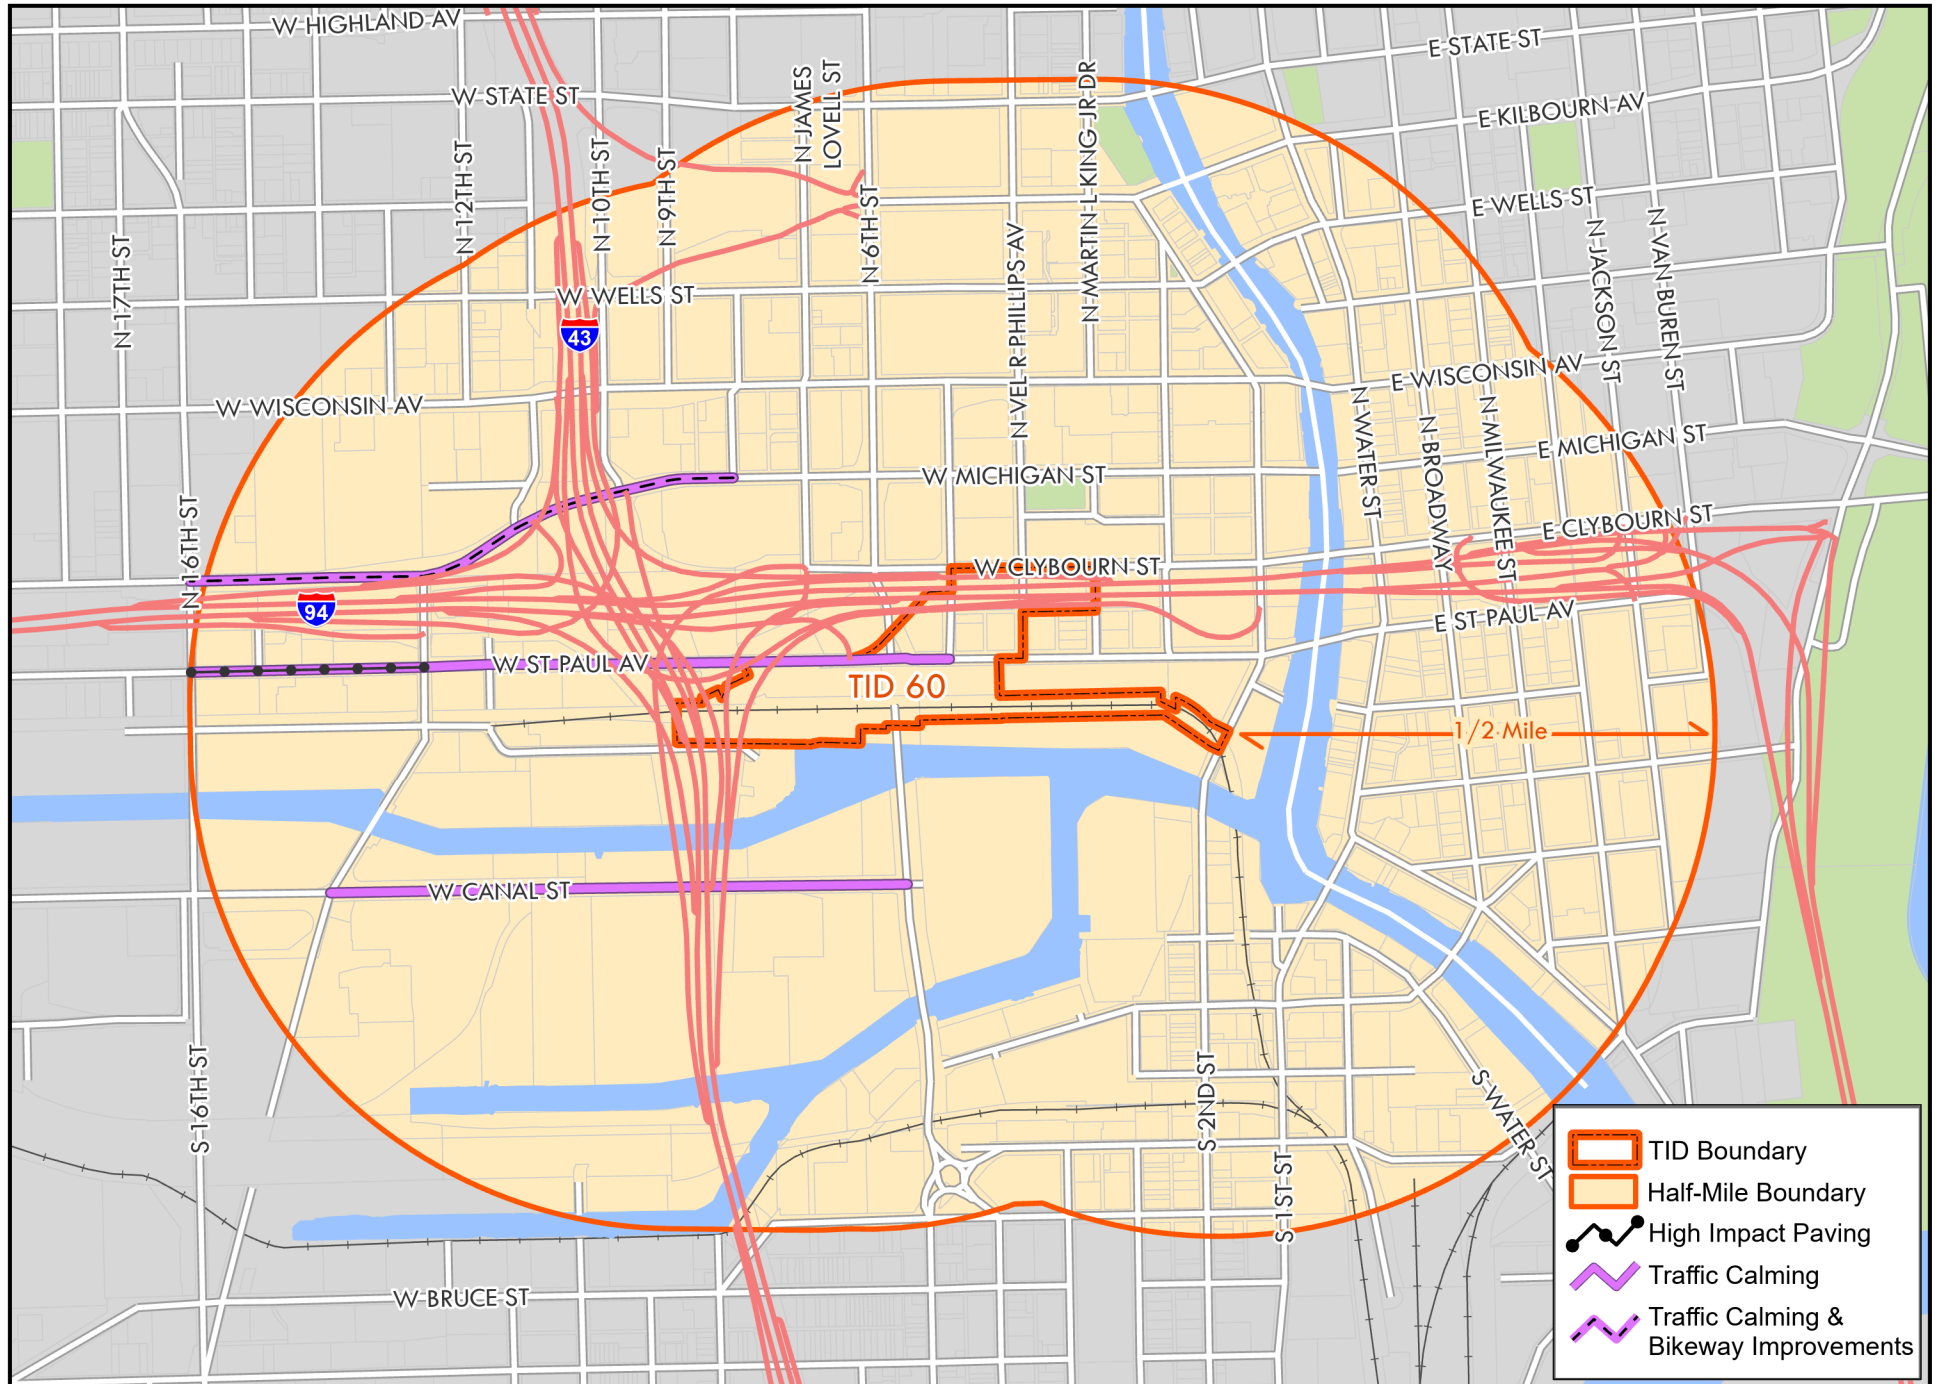 W HIGHLAND AV
E STATE ST
W STATE ST
N JAMES
LOVELL ST
N MARTIN L KING JR DR
E KILBOURN AV
N 12TH ST
N 10TH ST
N 9TH ST
N 6TH ST
E WELLS ST
N 17TH ST
N VEL R PHILLIPS AV
N JACKSON ST
N VAN BUREN ST
W WELLS ST
43
E WISCONSIN AV
W WISCONSIN AV
N WATER ST
N BROADWAY
N MILWAUKEE ST
E MICHIGAN ST
W MICHIGAN ST
N 16TH ST
E CLYBOURN ST
W CLYBOURN ST
94
E ST PAUL AV
W ST PAUL AV
TID 60
1/2 Mile
W CANAL ST
S 16TH ST
S 2ND ST
S WATER ST
S 1ST ST
W BRUCE ST
TID Boundary
Half-Mile Boundary
High Impact Paving
Traffic Calming
Traffic Calming &
Bikeway Improvements